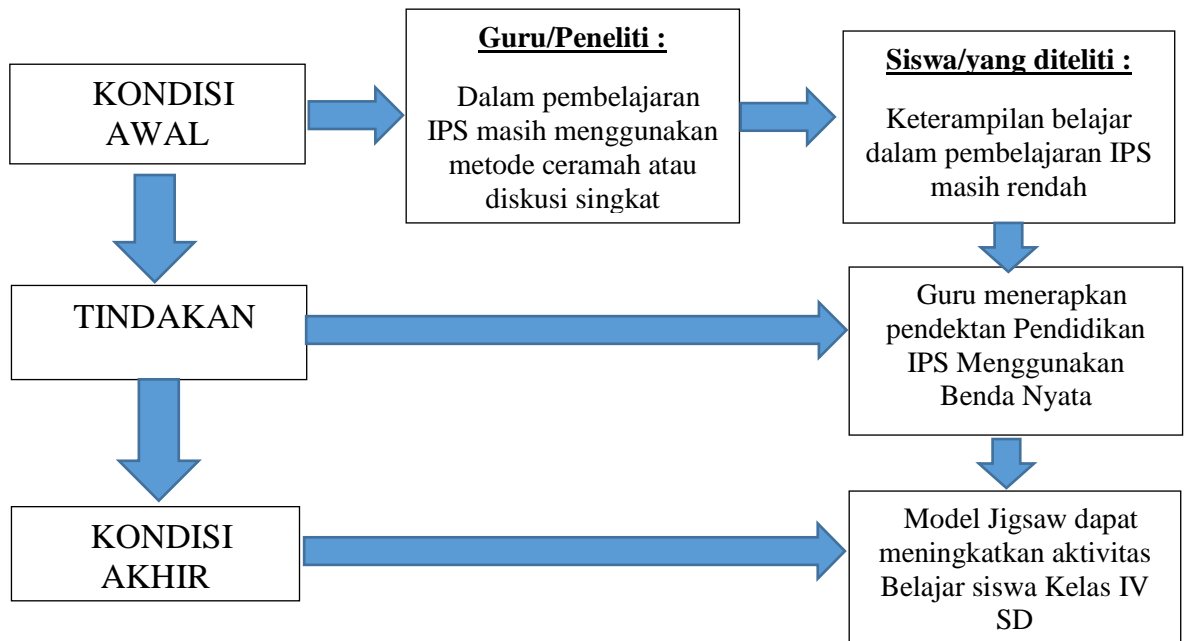 KONDISI
AWAL
Guru/Peneliti :
Dalam pembelajaran
IPS masih menggunakan
metode ceramah atau
diskusi singkat
Siswa/yang diteliti :
Keterampilan belajar
dalam pembelajaran IPS
masih rendah
TINDAKAN
Guru menerapkan
pendektan Pendidikan
IPS Menggunakan
Benda Nyata
KONDISI
AKHIR
Model Jigsaw dapat
meningkatkan aktivitas
Belajar siswa Kelas IV
SD